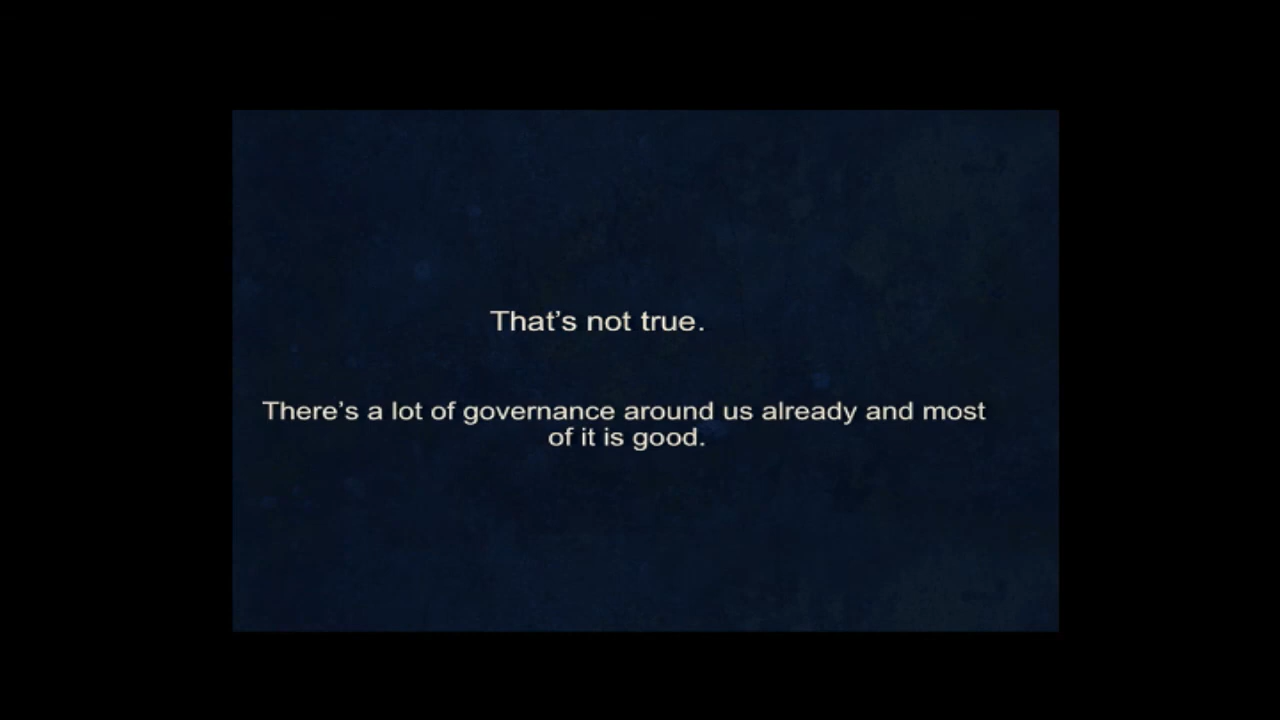 That’s not true.
There’s a lot of governance around us already and most
of it is good.